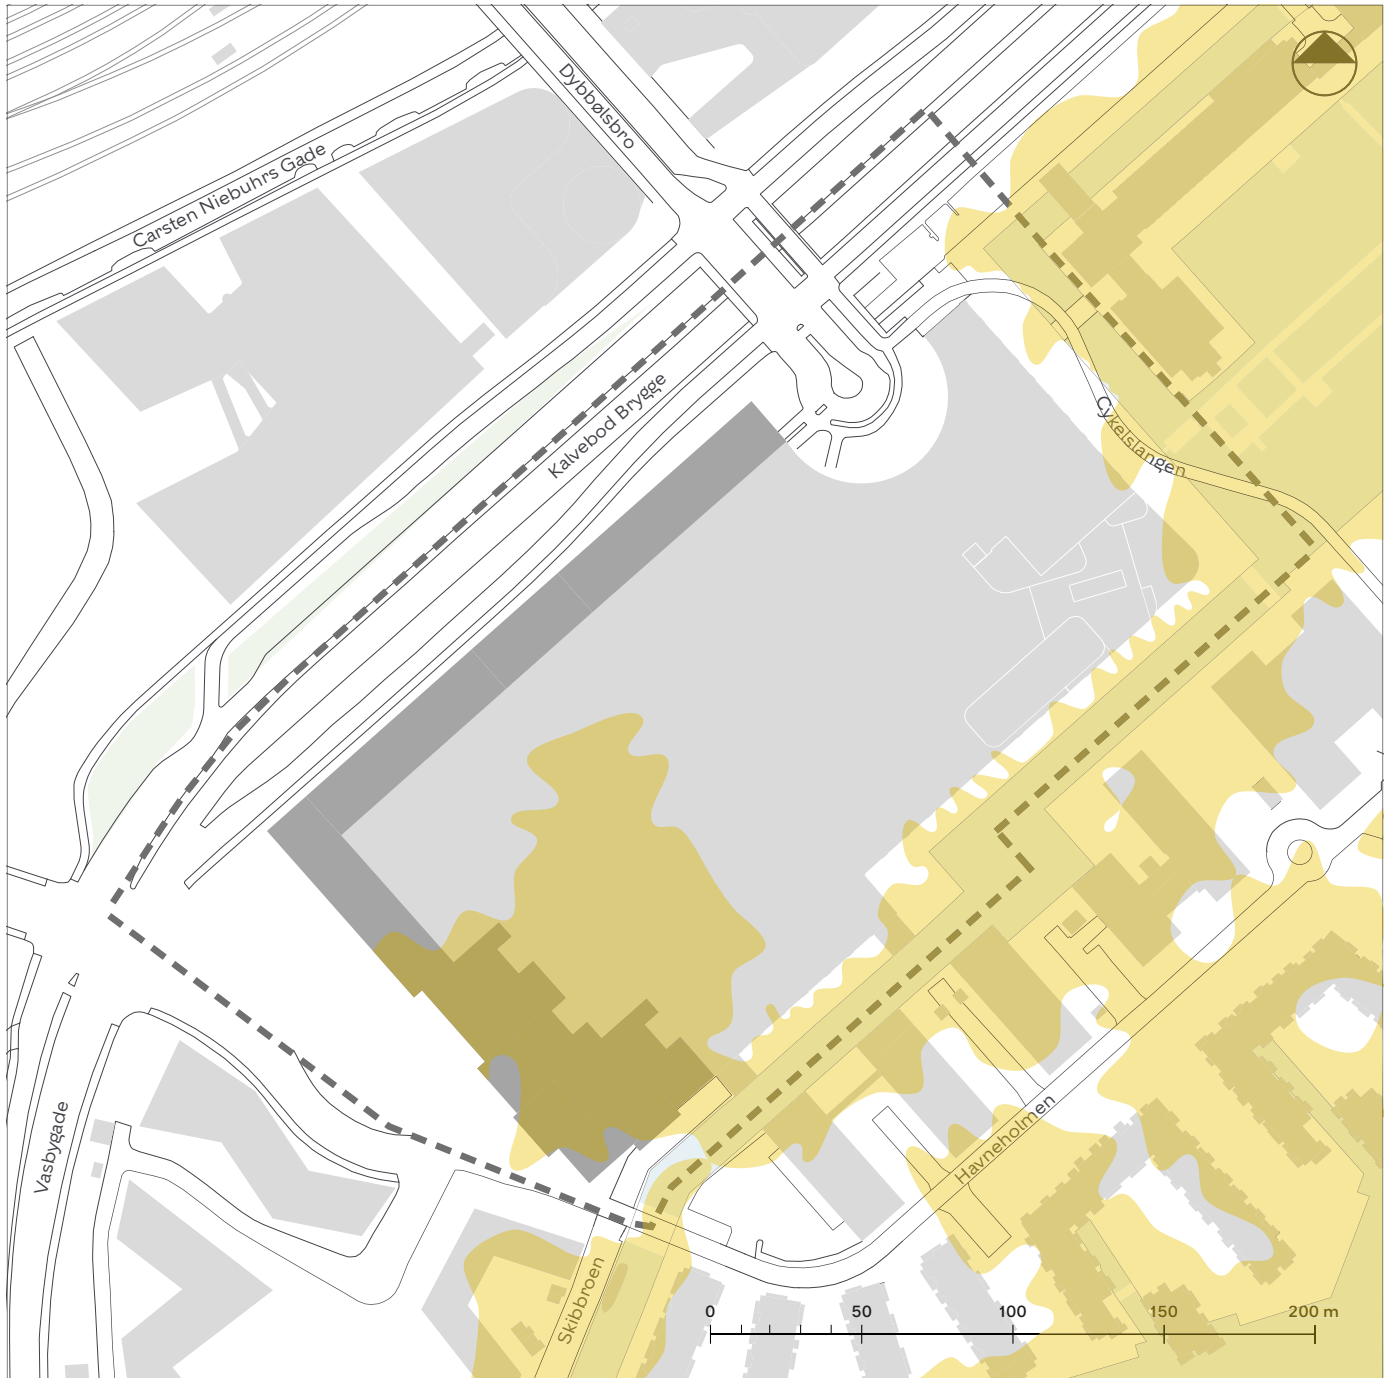 Dybbølsbro
Carsten Niebuhrs Gade
Kalvebod Brygge
Cykelslangen
Vasbygade
Havneholmen
Skibbroen
0 50 100 150 200 m